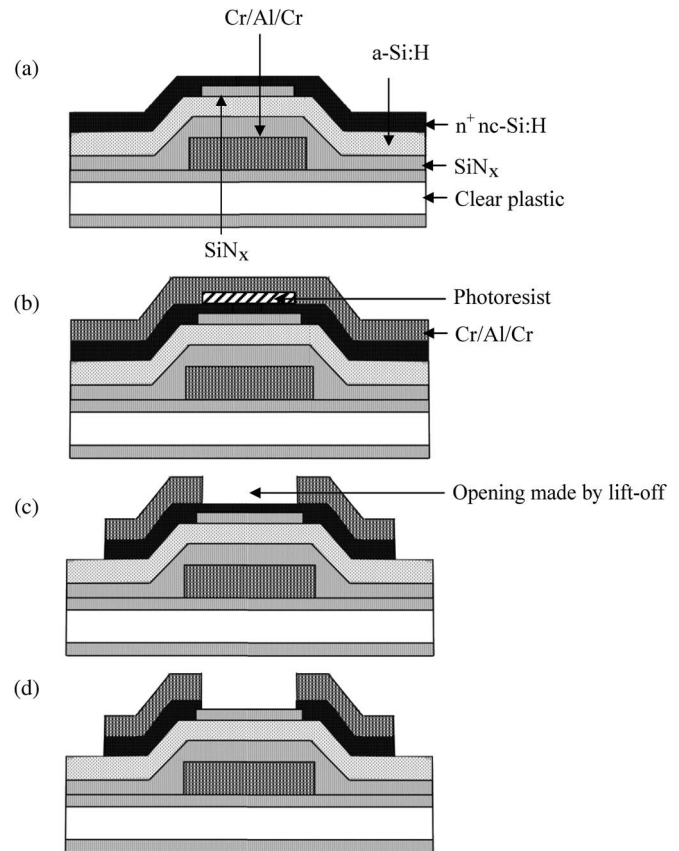 Cr/Al/Cr
(a)
a-Si:H
n⁺ nc-Si:H
SiNₓ
Clear plastic
SiNₓ
(b)
Photoresist
Cr/Al/Cr
(c)
Opening made by lift-off
(d)